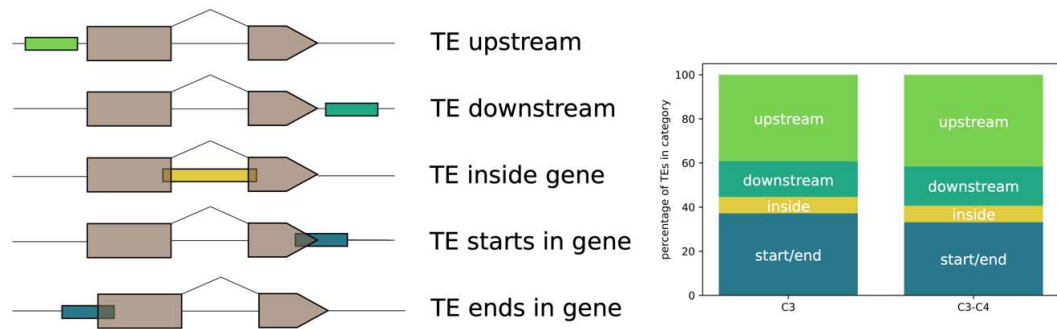 TE upstream
TE downstream
TE inside gene
TE starts in gene
TE ends in gene
percentage of TEs in category
100
80
60
40
20
0
upstream
downstream
inside
start/end
C3
upstream
downstream
inside
start/end
C3-C4